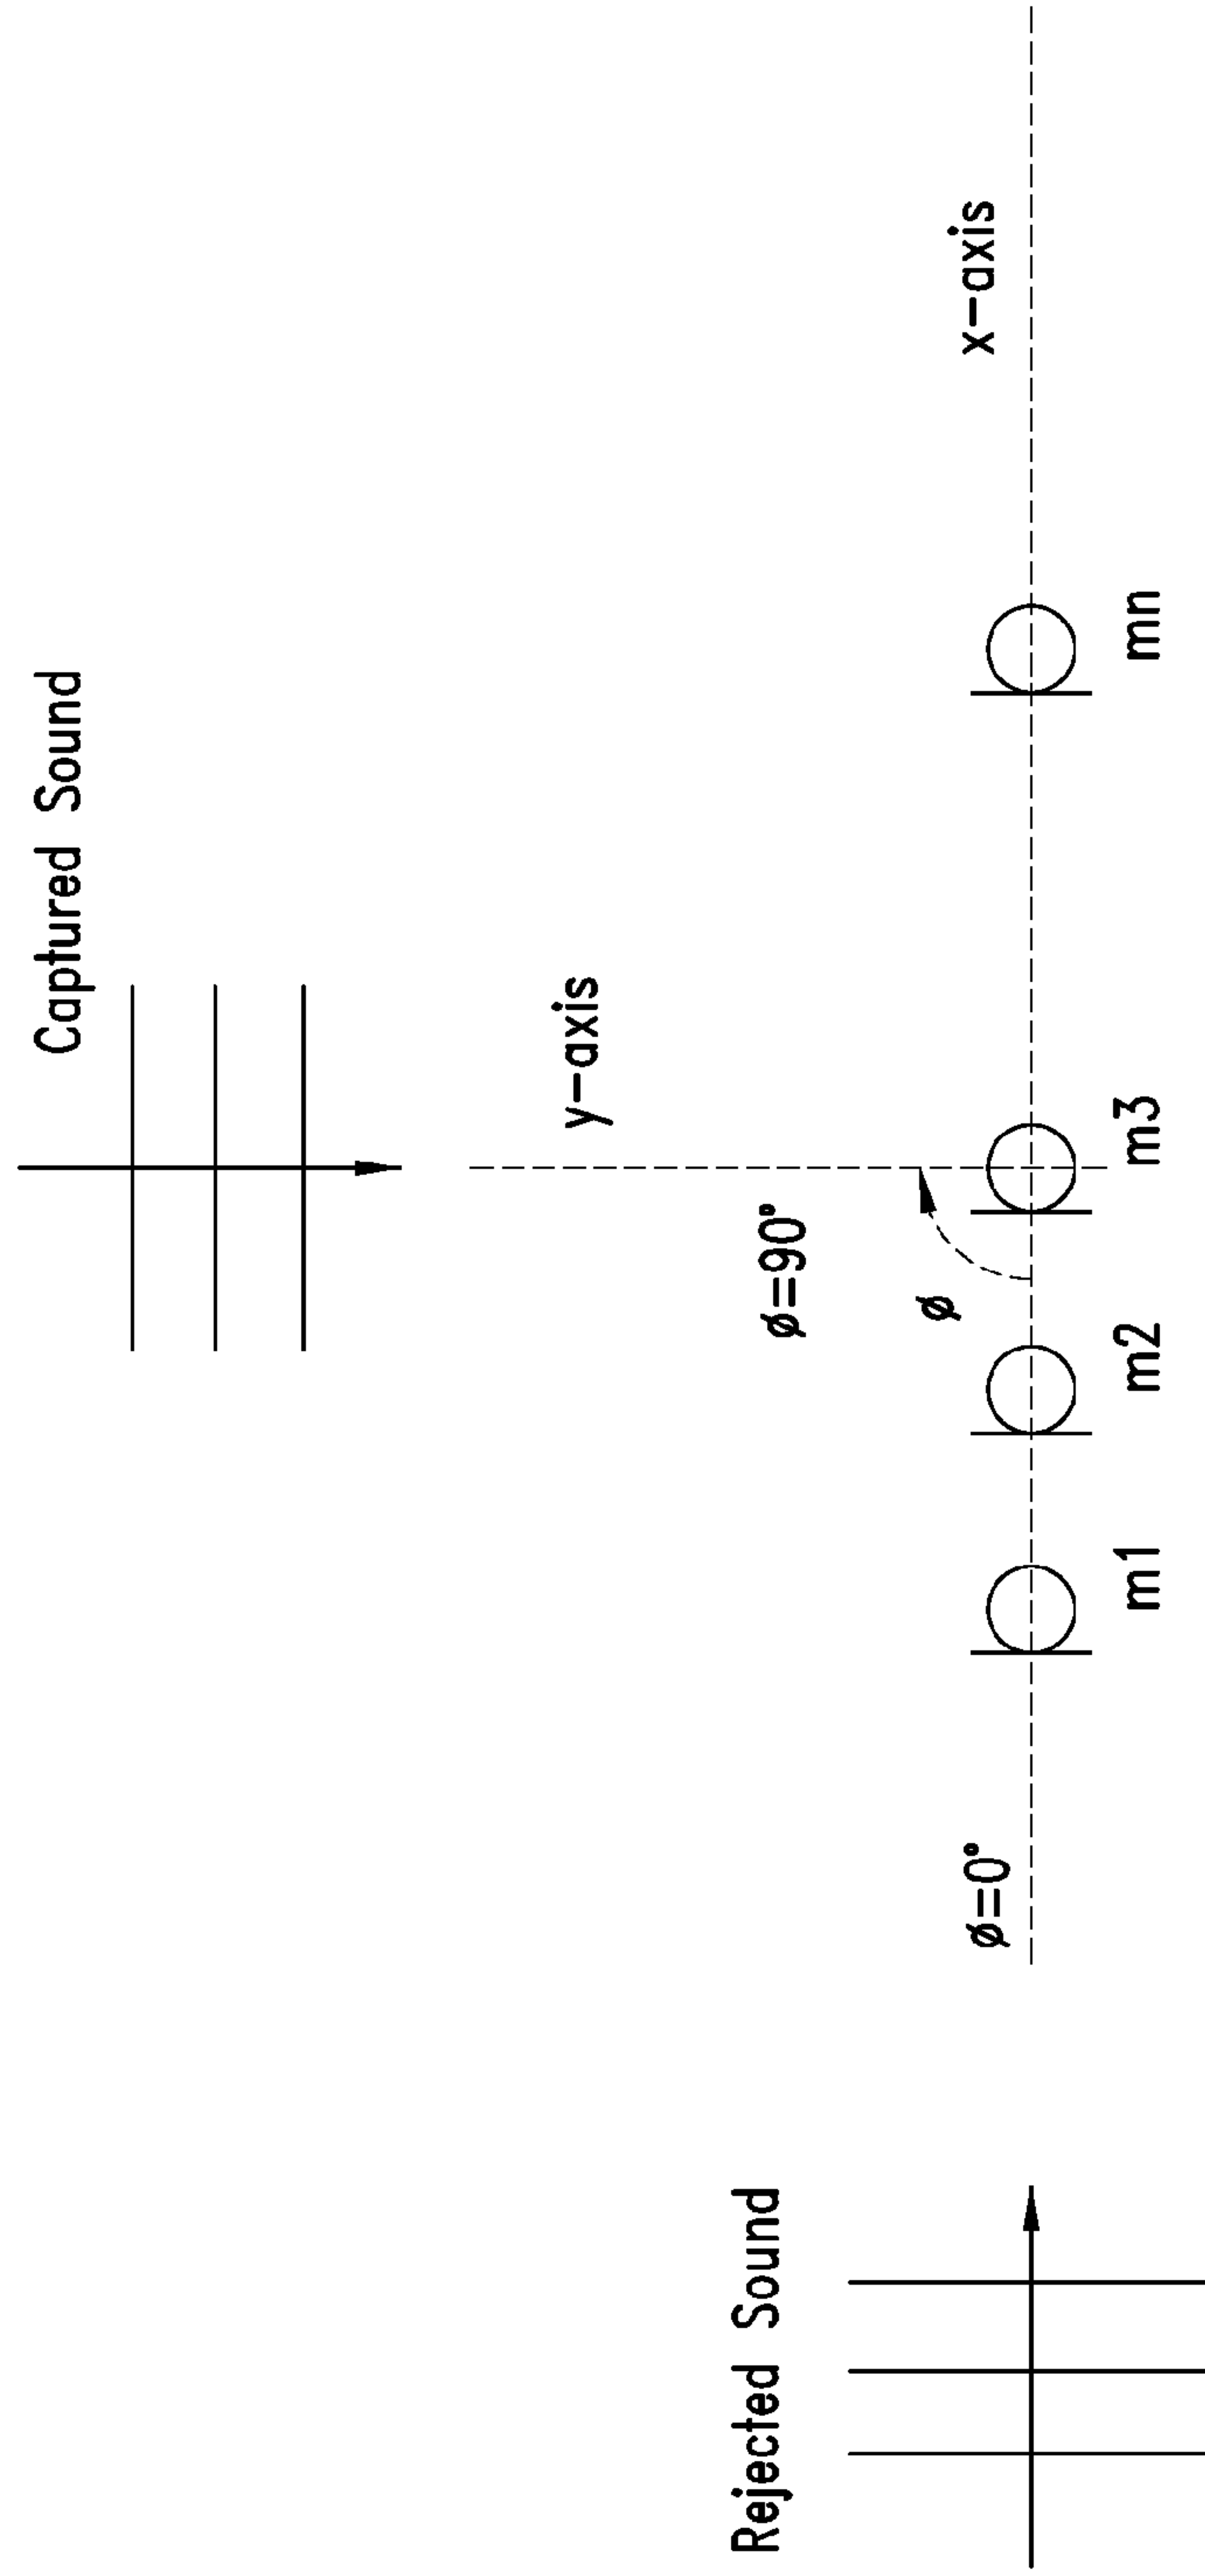 Captured Sound
y-axis
Rejected Sound
ø=90°
ø
ø=0°
x-axis
m1
m2
m3
mn